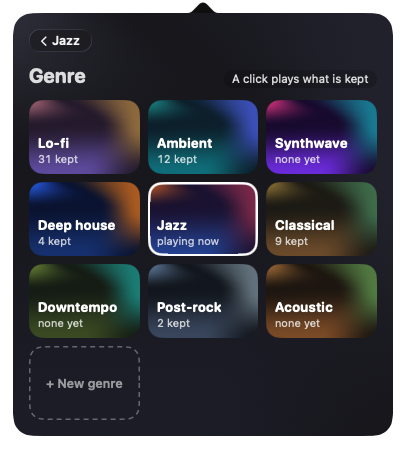 Jazz
Genre
A click plays what is kept
Lo-fi
31 kept
Ambient
12 kept
Synthwave
none yet
Deep house
4 kept
Jazz
playing now
Classical
9 kept
Downtempo
none yet
Post-rock
2 kept
Acoustic
none yet
+ New genre